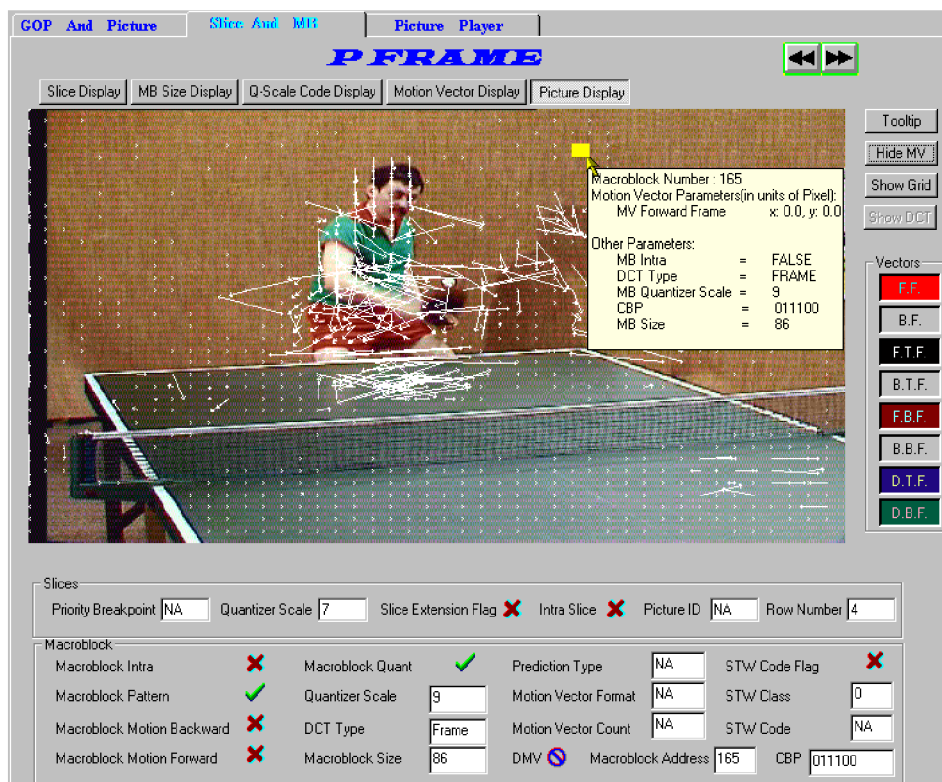 GOP And Picture Slice And MB Picture Player
P FRAME
Slice Display MB Size Display Q-Scale Code Display Motion Vector Display Picture Display
Tooltip
Hide MV
Show Grid
Show DCT
Macroblock Number : 165
Motion Vector Parameters(in units of Pixel):
MV Forward Frame x: 0.0, y: 0.0
Other Parameters:
MB Intra = FALSE
DCT Type = FRAME
MB Quantizer Scale = 9
CBP = 011100
MB Size = 86
Vectors
F.F.
B.F.
F.T.F.
B.T.F.
F.B.F.
B.B.F.
D.T.F.
D.B.F.
Slices
Priority Breakpoint NA Quantizer Scale 7 Slice Extension Flag Intra Slice Picture ID NA Row Number 4
Macroblock
Macroblock Intra Macroblock Quant Prediction Type NA STW Code Flag
Macroblock Pattern Quantizer Scale 9 Motion Vector Format NA STW Class 0
Macroblock Motion Backward DCT Type Frame Motion Vector Count NA STW Code NA
Macroblock Motion Forward Macroblock Size 86 DMV Macroblock Address 165 CBP 011100